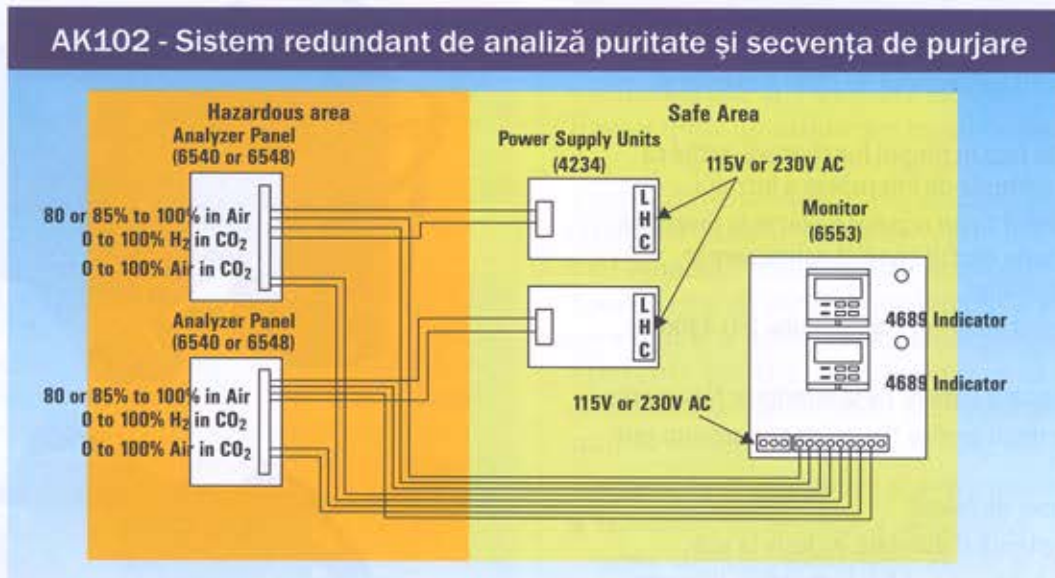 AK102 - Sistem redundant de analiză puritate și secvența de purjare
Hazardous area
Analyzer Panel
(6540 or 6548)
80 or 85% to 100% in Air
0 to 100% H₂ in CO₂
0 to 100% Air in CO₂
Analyzer Panel
(6540 or 6548)
80 or 85% to 100% in Air
0 to 100% H₂ in CO₂
0 to 100% Air in CO₂
Safe Area
Power Supply Units
(4234)
115V or 230V AC
L
H
C
L
H
C
Monitor
(6553)
4689 Indicator
4689 Indicator
115V or 230V AC